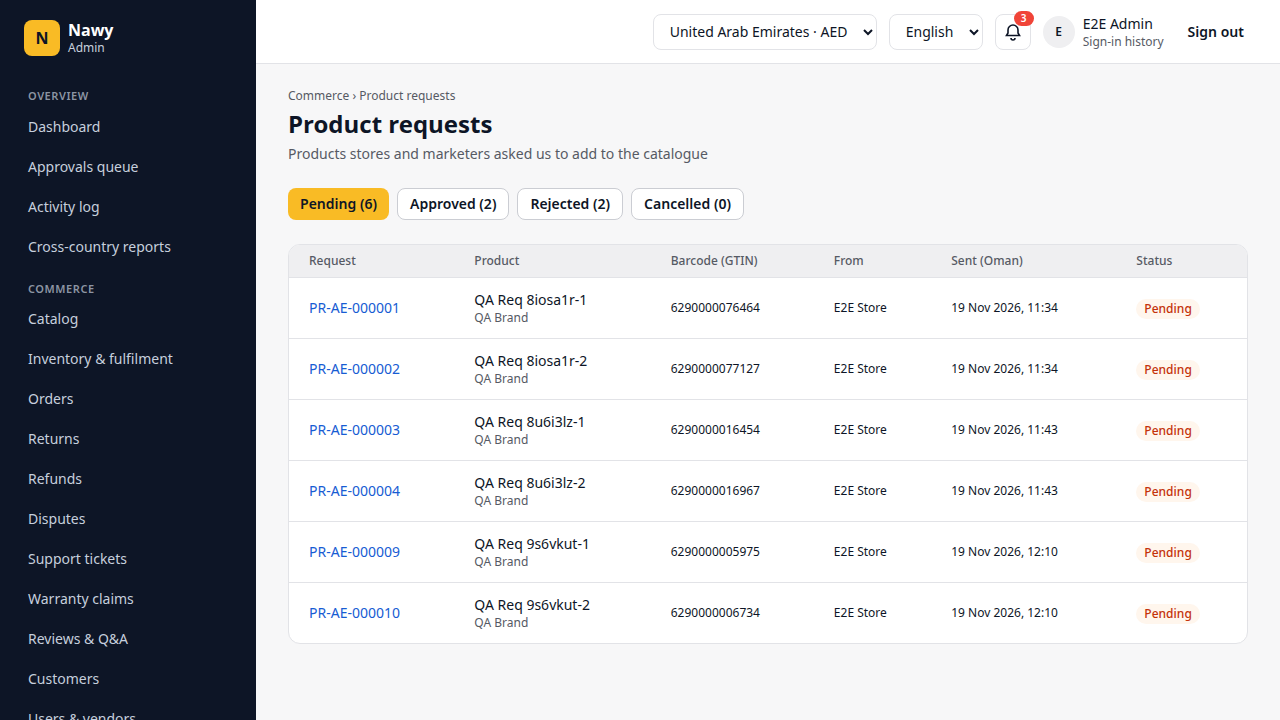 N
Nawy
Admin
OVERVIEW
Dashboard
Approvals queue
Activity log
Cross-country reports
COMMERCE
Catalog
Inventory & fulfilment
Orders
Returns
Refunds
Disputes
Support tickets
Warranty claims
Reviews & Q&A
Customers
Users & vendors
United Arab Emirates · AED
English
3
E
E2E Admin
Sign-in history
Sign out
Commerce › Product requests
Product requests
Products stores and marketers asked us to add to the catalogue
Pending (6) Approved (2) Rejected (2) Cancelled (0)
Request Product Barcode (GTIN) From Sent (Oman) Status
PR-AE-000001 QA Req 8iosa1r-1 6290000076464 E2E Store 19 Nov 2026, 11:34 Pending
QA Brand
PR-AE-000002 QA Req 8iosa1r-2 6290000077127 E2E Store 19 Nov 2026, 11:34 Pending
QA Brand
PR-AE-000003 QA Req 8u6i3lz-1 6290000016454 E2E Store 19 Nov 2026, 11:43 Pending
QA Brand
PR-AE-000004 QA Req 8u6i3lz-2 6290000016967 E2E Store 19 Nov 2026, 11:43 Pending
QA Brand
PR-AE-000009 QA Req 9s6vkut-1 6290000005975 E2E Store 19 Nov 2026, 12:10 Pending
QA Brand
PR-AE-000010 QA Req 9s6vkut-2 6290000006734 E2E Store 19 Nov 2026, 12:10 Pending
QA Brand